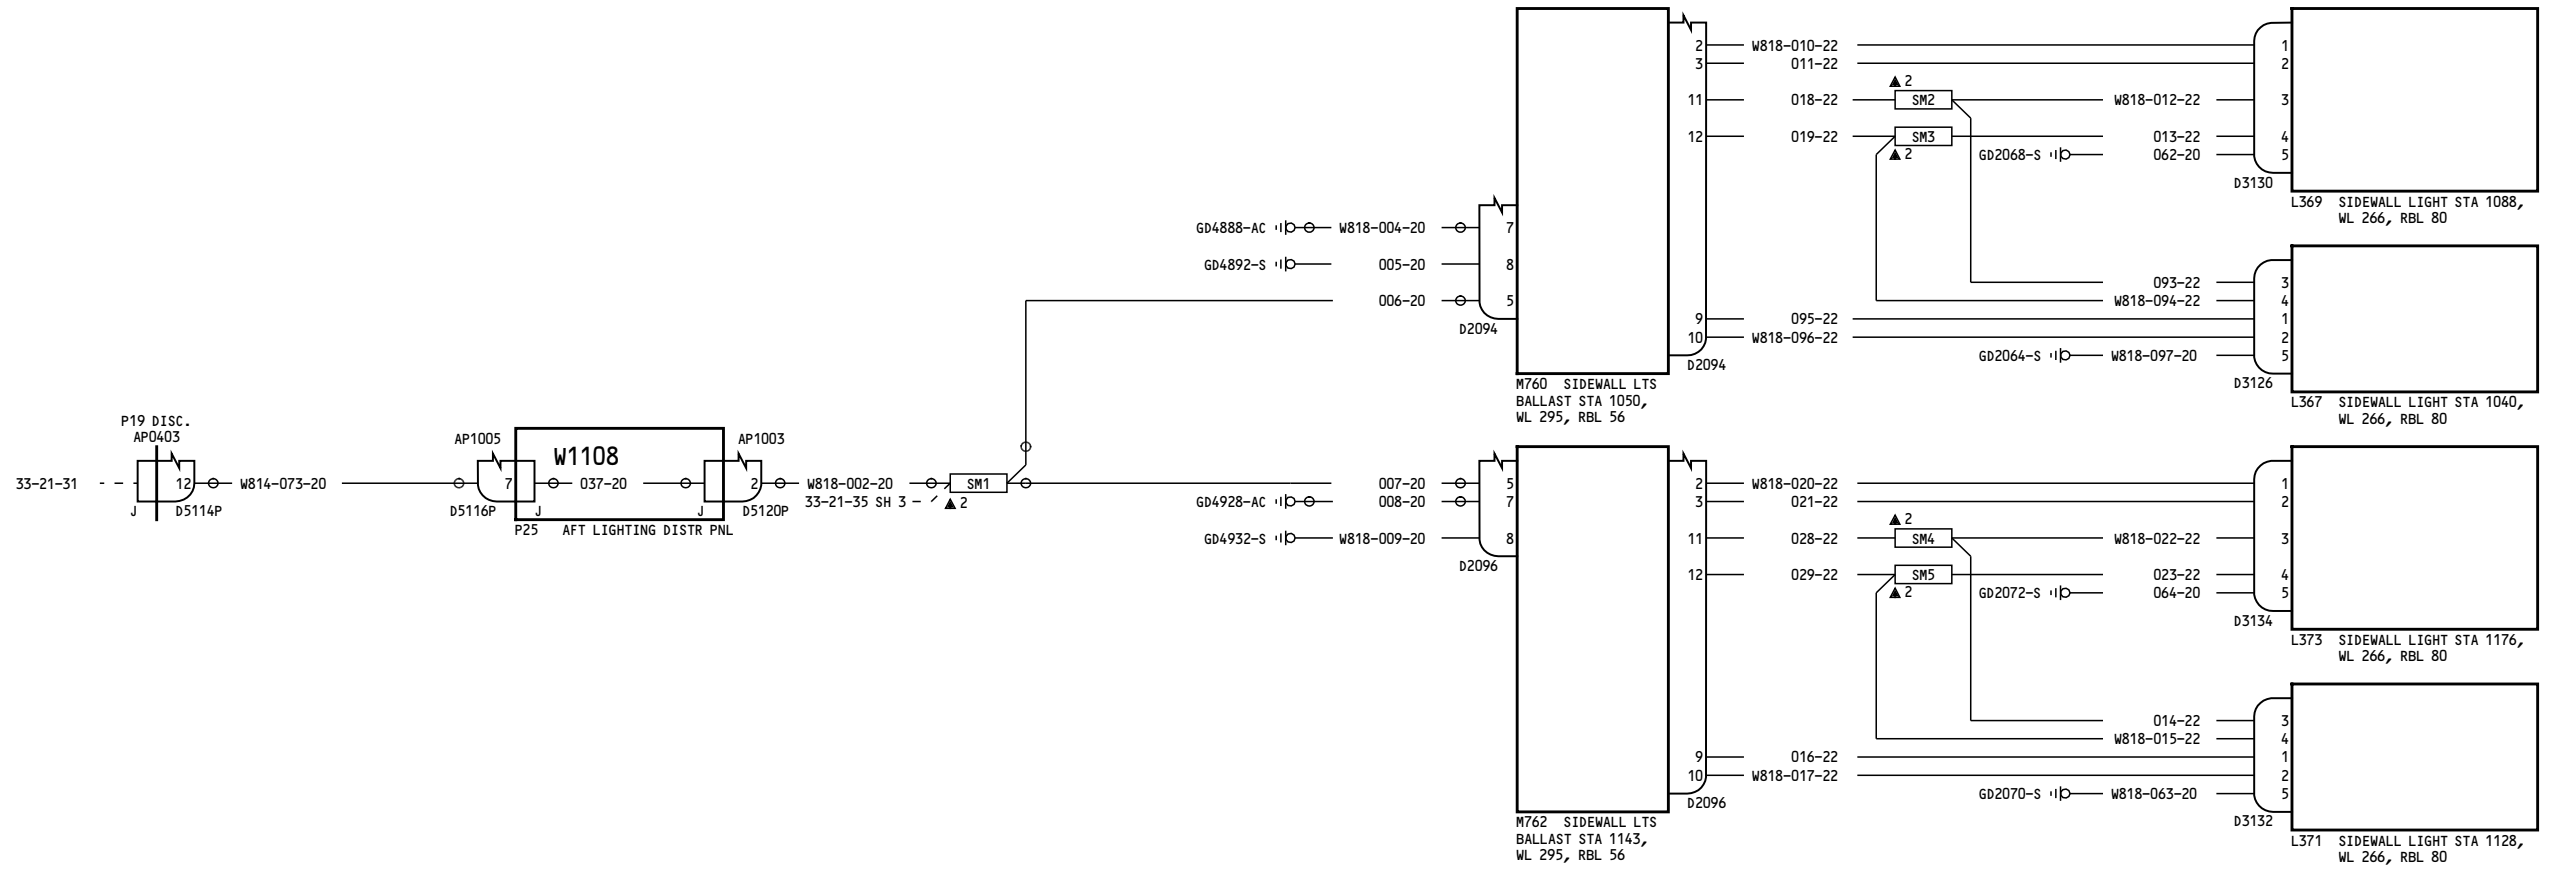 33-21-31
P19 DISC.
AP0403
12
J
D5114P
W814-073-20
AP1005
7
D5116P
J
W1108
037-20
P25 AFT LIGHTING DISTR PNL
AP1003
2
J
D5120P
W818-002-20
33-21-35 SH 3
2
SM1
GD4888-AC W818-004-20 7
GD4892-S 005-20 8
006-20 5
D2094
M760 SIDEWALL LTS
BALLAST STA 1050,
WL 295, RBL 56
007-20 5
GD4928-AC 008-20 7
GD4932-S W818-009-20 8
D2096
M762 SIDEWALL LTS
BALLAST STA 1143,
WL 295, RBL 56
2 W818-010-22 1
3 011-22 2
2
11 018-22 SM2 W818-012-22 3
12 019-22 SM3 013-22 4
2 GD2068-S 062-20 5
D3130
L369 SIDEWALL LIGHT STA 1088,
WL 266, RBL 80
093-22 3
W818-094-22 4
9 095-22 1
10 W818-096-22 2
GD2064-S W818-097-20 5
D2094
D3126
L367 SIDEWALL LIGHT STA 1040,
WL 266, RBL 80
2 W818-020-22 1
3 021-22 2
2
11 028-22 SM4 W818-022-22 3
12 029-22 SM5 023-22 4
2 GD2072-S 064-20 5
D3134
L373 SIDEWALL LIGHT STA 1176,
WL 266, RBL 80
014-22 3
W818-015-22 4
9 016-22 1
10 W818-017-22 2
GD2070-S W818-063-20 5
D2096
D3132
L371 SIDEWALL LIGHT STA 1128,
WL 266, RBL 80